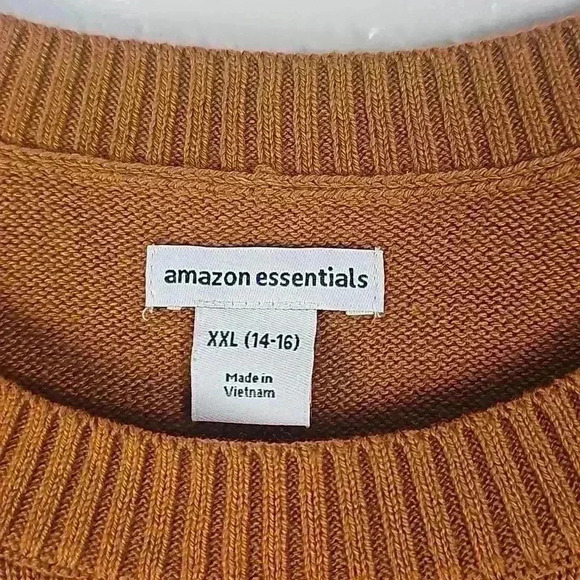 amazon essentials
XXL (14-16)
Made in
Vietnam